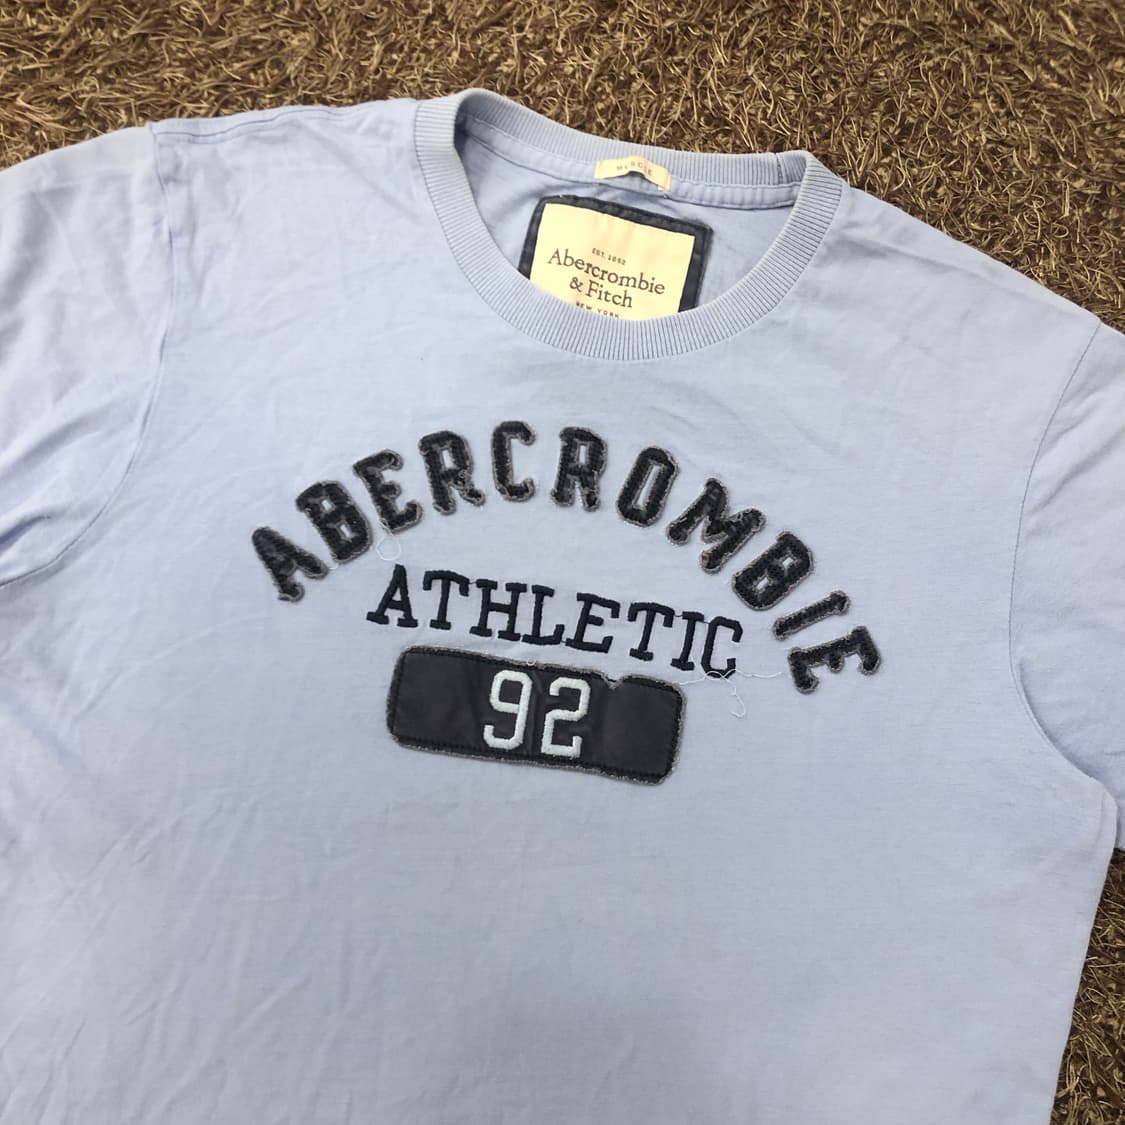 MUSCLE
EST. 1892
Abercrombie
& Fitch
NEW YORK
ABERCROMBIE
ATHLETIC
92